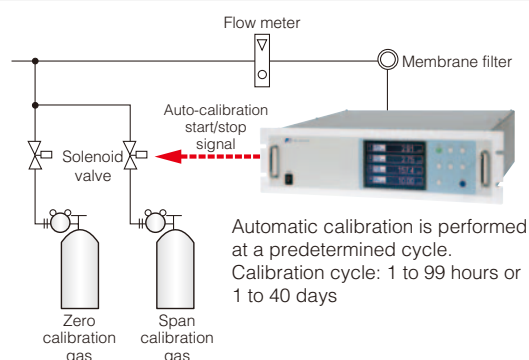 Flow meter
Membrane filter
Auto-calibration
start/stop
signal
Solenoid
valve
Automatic calibration is performed
at a predetermined cycle.
Calibration cycle: 1 to 99 hours or
1 to 40 days
Zero
calibration
gas
Span
calibration
gas